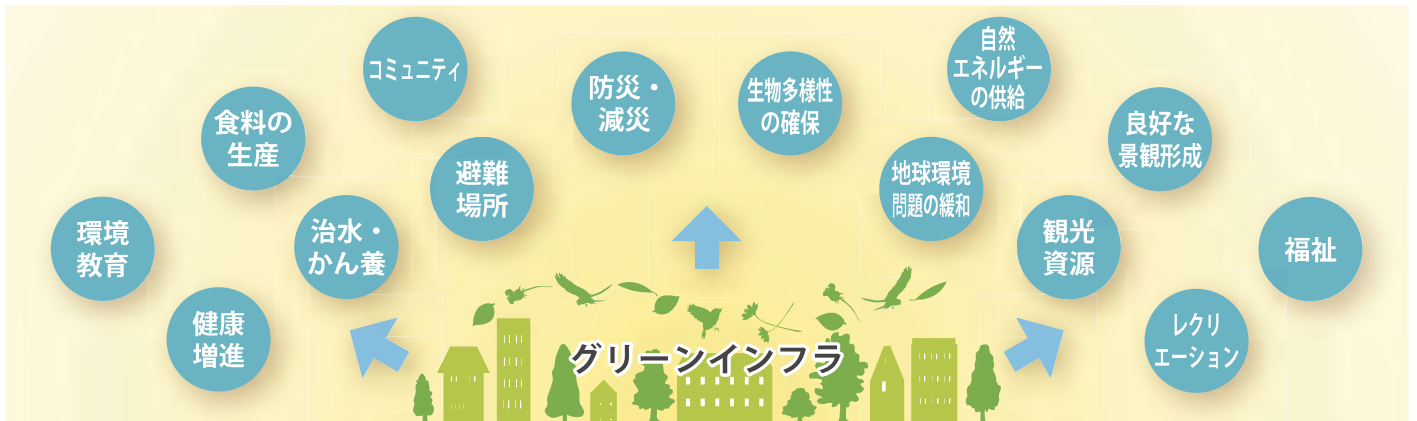 コミュニティ
防災・
減災
生物多様性
の確保
自然
エネルギー
の供給
食料の
生産
避難
場所
地球環境
問題の緩和
良好な
景観形成
環境
教育
治水・
かん養
観光
資源
福祉
健康
増進
レクリ
エーション
グリーンインフラ